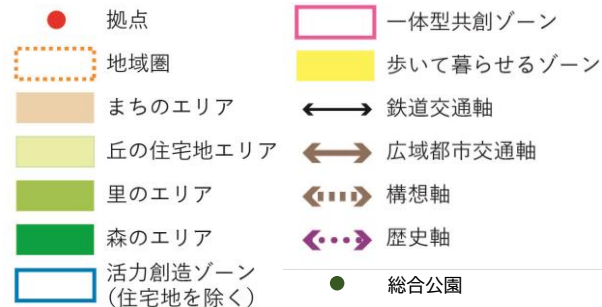 拠点
地域圏
まちのエリア
丘の住宅地エリア
里のエリア
森のエリア
活力創造ゾーン
(住宅地を除く)
一体型共創ゾーン
歩いて暮らせるゾーン
鉄道交通軸
広域都市交通軸
構想軸
歴史軸
総合公園